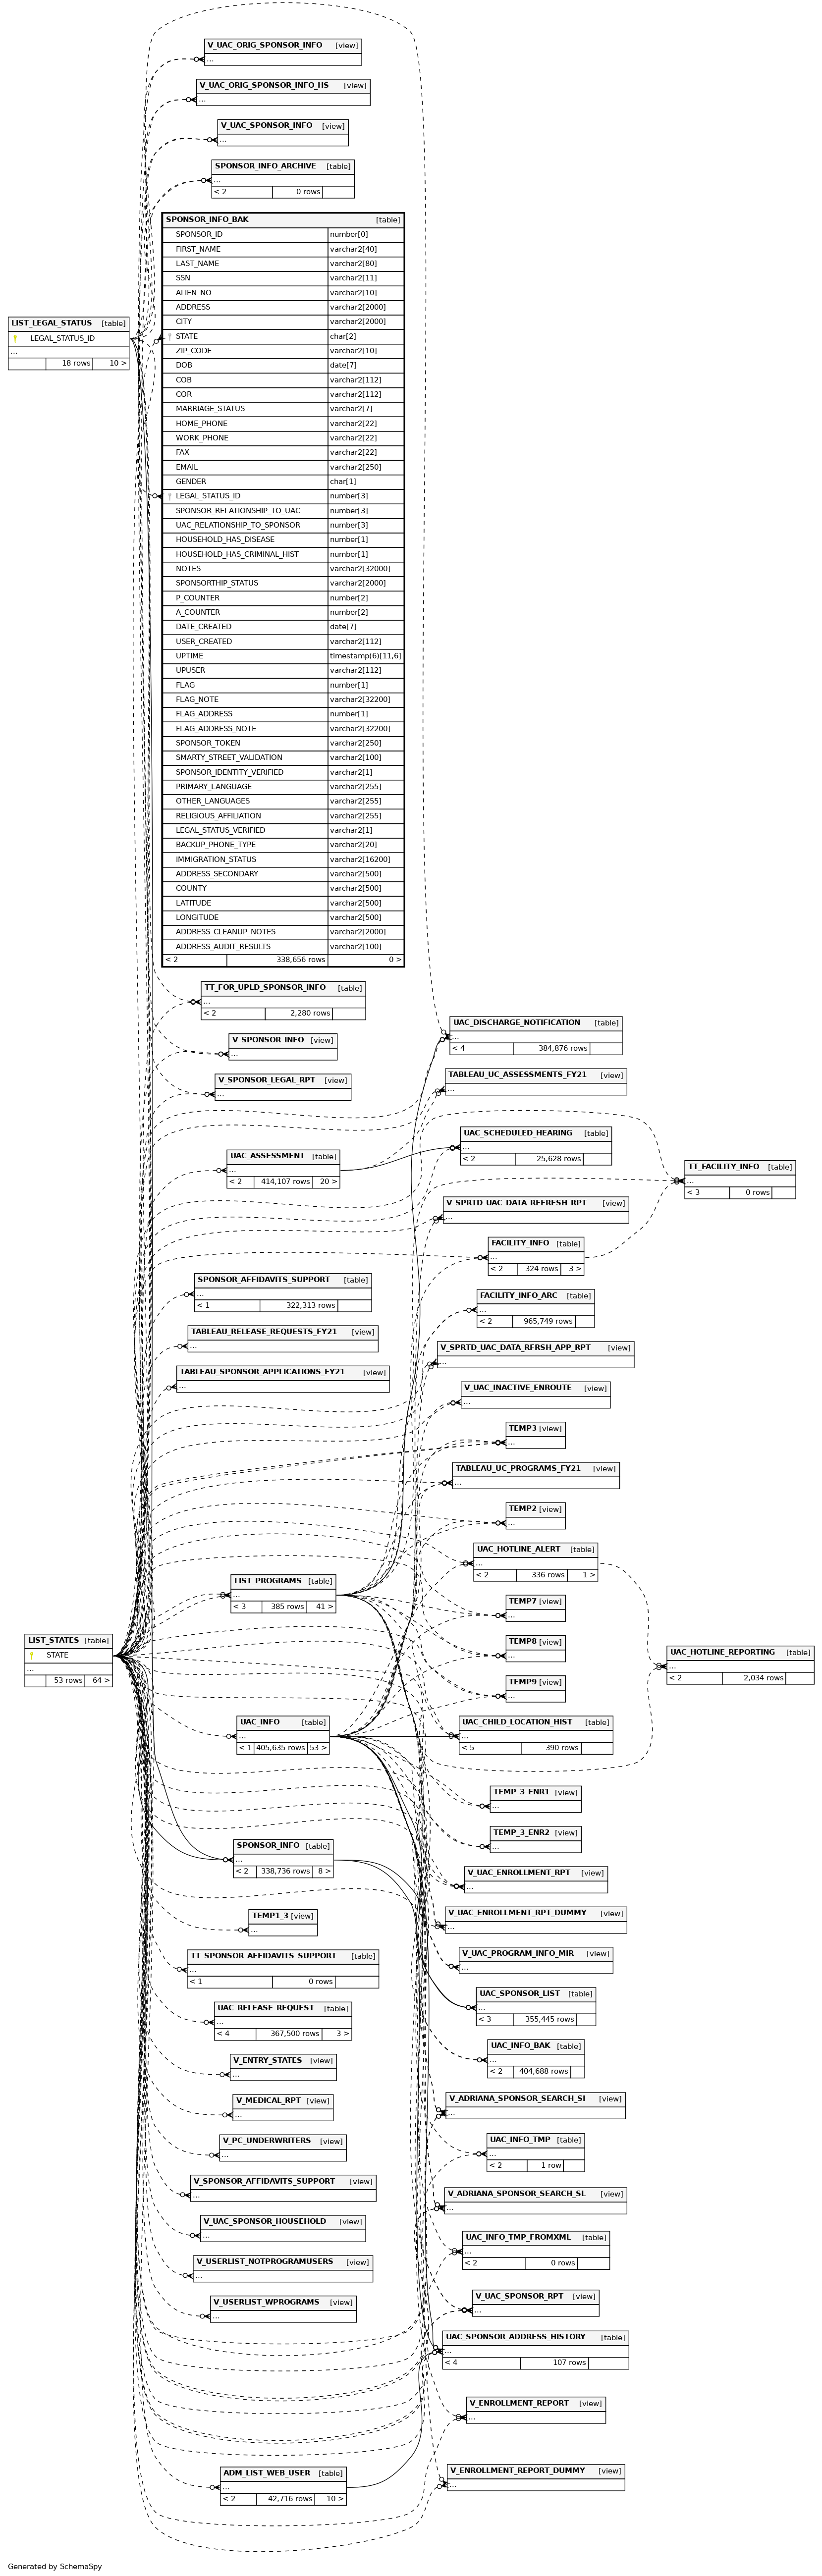 V_UAC_ORIG_SPONSOR_INFO [view]
...
V_UAC_ORIG_SPONSOR_INFO_HS [view]
...
V_UAC_SPONSOR_INFO [view]
...
SPONSOR_INFO_ARCHIVE [table]
...
< 2 0 rows
SPONSOR_INFO_BAK [table]
SPONSOR_ID number[0]
FIRST_NAME varchar2[40]
LAST_NAME varchar2[80]
SSN varchar2[11]
ALIEN_NO varchar2[10]
ADDRESS varchar2[2000]
CITY varchar2[2000]
STATE char[2]
ZIP_CODE varchar2[10]
DOB date[7]
COB varchar2[112]
COR varchar2[112]
MARRIAGE_STATUS varchar2[7]
HOME_PHONE varchar2[22]
WORK_PHONE varchar2[22]
FAX varchar2[22]
EMAIL varchar2[250]
GENDER char[1]
LEGAL_STATUS_ID number[3]
SPONSOR_RELATIONSHIP_TO_UAC number[3]
UAC_RELATIONSHIP_TO_SPONSOR number[3]
HOUSEHOLD_HAS_DISEASE number[1]
HOUSEHOLD_HAS_CRIMINAL_HIST number[1]
NOTES varchar2[32000]
SPONSORTHIP_STATUS varchar2[2000]
P_COUNTER number[2]
A_COUNTER number[2]
DATE_CREATED date[7]
USER_CREATED varchar2[112]
UPTIME timestamp(6)[11,6]
UPUSER varchar2[112]
FLAG number[1]
FLAG_NOTE varchar2[32200]
FLAG_ADDRESS number[1]
FLAG_ADDRESS_NOTE varchar2[32200]
SPONSOR_TOKEN varchar2[250]
SMARTY_STREET_VALIDATION varchar2[100]
SPONSOR_IDENTITY_VERIFIED varchar2[1]
PRIMARY_LANGUAGE varchar2[255]
OTHER_LANGUAGES varchar2[255]
RELIGIOUS_AFFILIATION varchar2[255]
LEGAL_STATUS_VERIFIED varchar2[1]
BACKUP_PHONE_TYPE varchar2[20]
IMMIGRATION_STATUS varchar2[16200]
ADDRESS_SECONDARY varchar2[500]
COUNTY varchar2[500]
LATITUDE varchar2[500]
LONGITUDE varchar2[500]
ADDRESS_CLEANUP_NOTES varchar2[2000]
ADDRESS_AUDIT_RESULTS varchar2[100]
< 2 338,656 rows 0 >
LIST_LEGAL_STATUS [table]
LEGAL_STATUS_ID
...
18 rows 10 >
TT_FOR_UPLD_SPONSOR_INFO [table]
...
< 2 2,280 rows
V_SPONSOR_INFO [view]
...
V_SPONSOR_LEGAL_RPT [view]
...
UAC_ASSESSMENT [table]
...
< 2 414,107 rows 20 >
SPONSOR_AFFIDAVITS_SUPPORT [table]
...
< 1 322,313 rows
TABLEAU_RELEASE_REQUESTS_FY21 [view]
...
TABLEAU_SPONSOR_APPLICATIONS_FY21 [view]
...
LIST_PROGRAMS [table]
...
< 3 385 rows 41 >
LIST_STATES [table]
STATE
...
53 rows 64 >
UAC_INFO [table]
...
< 1 405,635 rows 53 >
SPONSOR_INFO [table]
...
< 2 338,736 rows 8 >
TEMP1_3 [view]
...
TT_SPONSOR_AFFIDAVITS_SUPPORT [table]
...
< 1 0 rows
UAC_RELEASE_REQUEST [table]
...
< 4 367,500 rows 3 >
V_ENTRY_STATES [view]
...
V_MEDICAL_RPT [view]
...
V_PC_UNDERWRITERS [view]
...
V_SPONSOR_AFFIDAVITS_SUPPORT [view]
...
V_UAC_SPONSOR_HOUSEHOLD [view]
...
V_USERLIST_NOTPROGRAMUSERS [view]
...
V_USERLIST_WPROGRAMS [view]
...
ADM_LIST_WEB_USER [table]
...
< 2 42,716 rows 10 >
UAC_DISCHARGE_NOTIFICATION [table]
...
< 4 384,876 rows
TABLEAU_UC_ASSESSMENTS_FY21 [view]
...
UAC_SCHEDULED_HEARING [table]
...
< 2 25,628 rows
TT_FACILITY_INFO [table]
...
< 3 0 rows
V_SPRTD_UAC_DATA_REFRESH_RPT [view]
...
FACILITY_INFO [table]
...
< 2 324 rows 3 >
FACILITY_INFO_ARC [table]
...
< 2 965,749 rows
V_SPRTD_UAC_DATA_RFRSH_APP_RPT [view]
...
V_UAC_INACTIVE_ENROUTE [view]
...
TEMP3 [view]
...
TABLEAU_UC_PROGRAMS_FY21 [view]
...
TEMP2 [view]
...
UAC_HOTLINE_ALERT [table]
...
< 2 336 rows 1 >
TEMP7 [view]
...
TEMP8 [view]
...
UAC_HOTLINE_REPORTING [table]
...
< 2 2,034 rows
TEMP9 [view]
...
UAC_CHILD_LOCATION_HIST [table]
...
< 5 390 rows
TEMP_3_ENR1 [view]
...
TEMP_3_ENR2 [view]
...
V_UAC_ENROLLMENT_RPT [view]
...
V_UAC_ENROLLMENT_RPT_DUMMY [view]
...
V_UAC_PROGRAM_INFO_MIR [view]
...
UAC_SPONSOR_LIST [table]
...
< 3 355,445 rows
UAC_INFO_BAK [table]
...
< 2 404,688 rows
V_ADRIANA_SPONSOR_SEARCH_SI [view]
...
UAC_INFO_TMP [table]
...
< 2 1 row
V_ADRIANA_SPONSOR_SEARCH_SL [view]
...
UAC_INFO_TMP_FROMXML [table]
...
< 2 0 rows
V_UAC_SPONSOR_RPT [view]
...
UAC_SPONSOR_ADDRESS_HISTORY [table]
...
< 4 107 rows
V_ENROLLMENT_REPORT [view]
...
V_ENROLLMENT_REPORT_DUMMY [view]
...
Generated by SchemaSpy